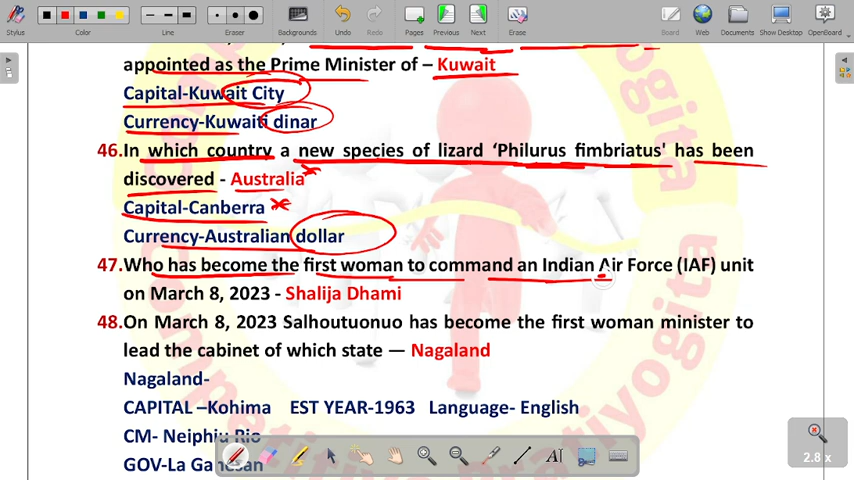 Stylus
Color
Line
Eraser
Backgrounds
Undo
Redo
Pages
Previous
Next
Erase
Board
Web
Documents
Show Desktop
OpenBoard
appointed as the Prime Minister of – Kuwait
Capital-Kuwait City
Currency-Kuwaiti dinar
46.In which country a new species of lizard ‘Philurus fimbriatus' has been
discovered - Australia
Capital-Canberra
Currency-Australian dollar
47.Who has become the first woman to command an Indian Air Force (IAF) unit
on March 8, 2023 - Shalija Dhami
48.On March 8, 2023 Salhoutuonuo has become the first woman minister to
lead the cabinet of which state — Nagaland
Nagaland-
CAPITAL –Kohima EST YEAR-1963 Language- English
CM- Neiphiu Rio
GOV-La Ganesan
2.8 x